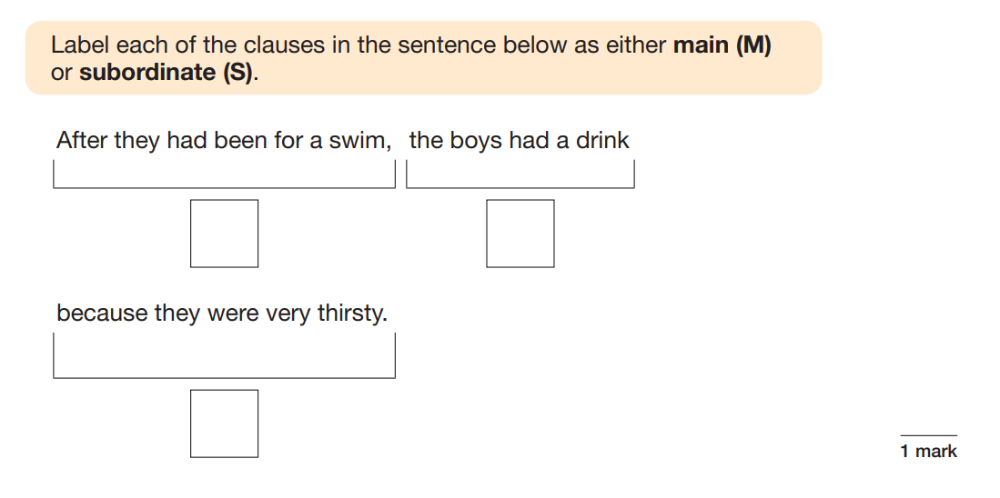 Label each of the clauses in the sentence below as either main (M)
or subordinate (S).
After they had been for a swim, the boys had a drink
because they were very thirsty.
1 mark